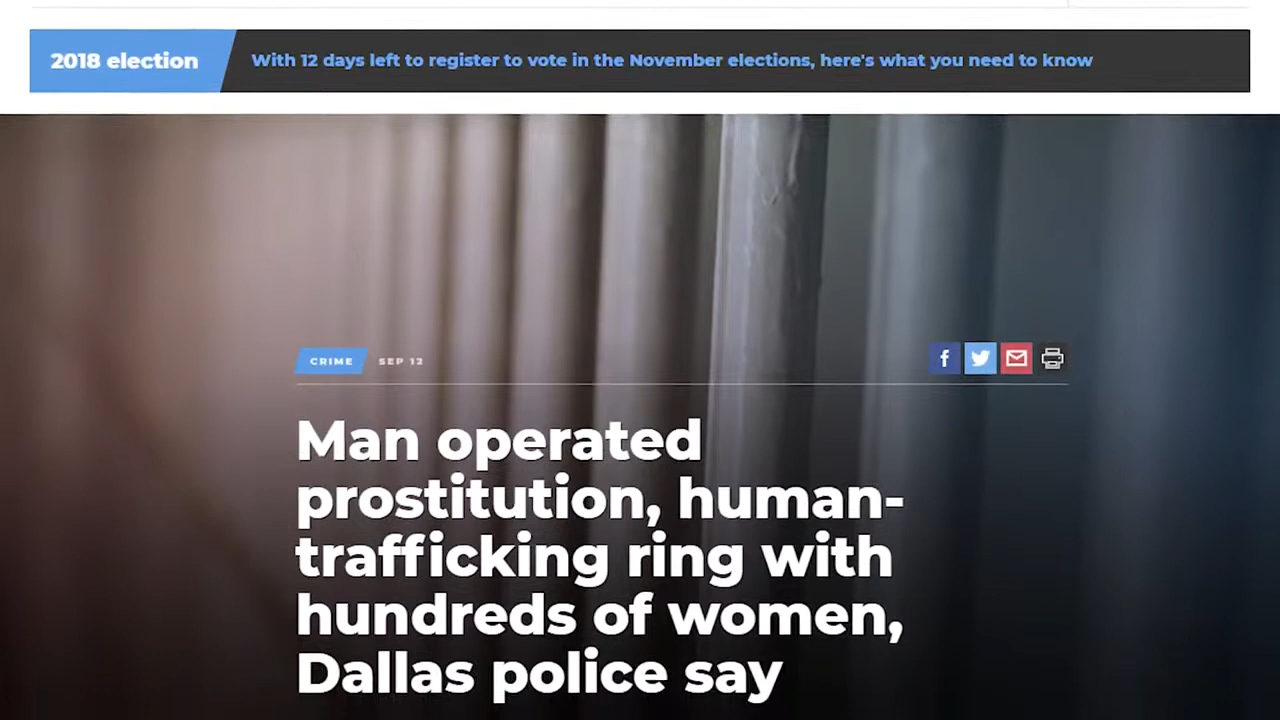 2018 election
With 12 days left to register to vote in the November elections, here's what you need to know
CRIME
SEP 12
f
Man operated
prostitution, human-
trafficking ring with
hundreds of women,
Dallas police say